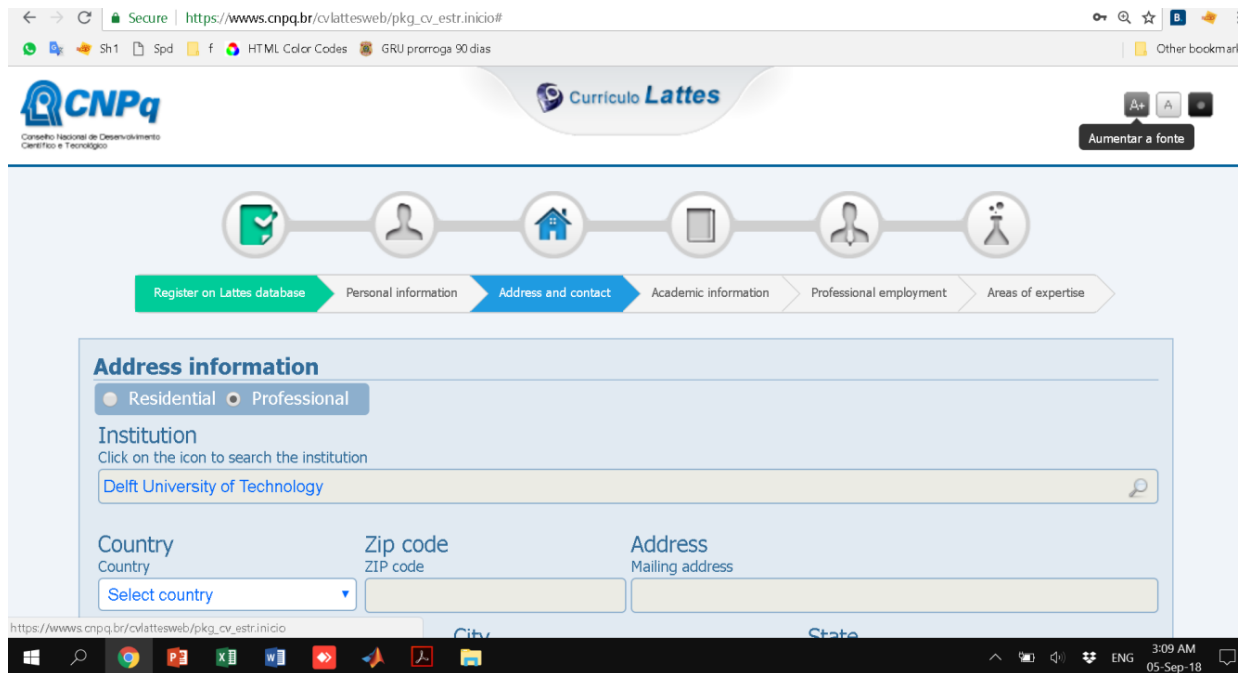 Secure | https://wwws.cnpq.br/cvlattesweb/pkg_cv_estr.inicio#
B.
Sh1 Spd f HTML Color Codes GRU prorroga 90 dias Other bookmark
CNPq
Conselho Nacional de Desenvolvimento
Científico e Tecnológico
Currículo Lattes
A+ A
Aumentar a fonte
Register on Lattes database Personal information Address and contact Academic information Professional employment Areas of expertise
Address information
Residential Professional
Institution
Click on the icon to search the institution
Delft University of Technology
Country Zip code Address
Country ZIP code Mailing address
Select country
https://wwws.cnpq.br/cvlattesweb/pkg_cv_estr.inicio
City State
ENG 3:09 AM
05-Sep-18